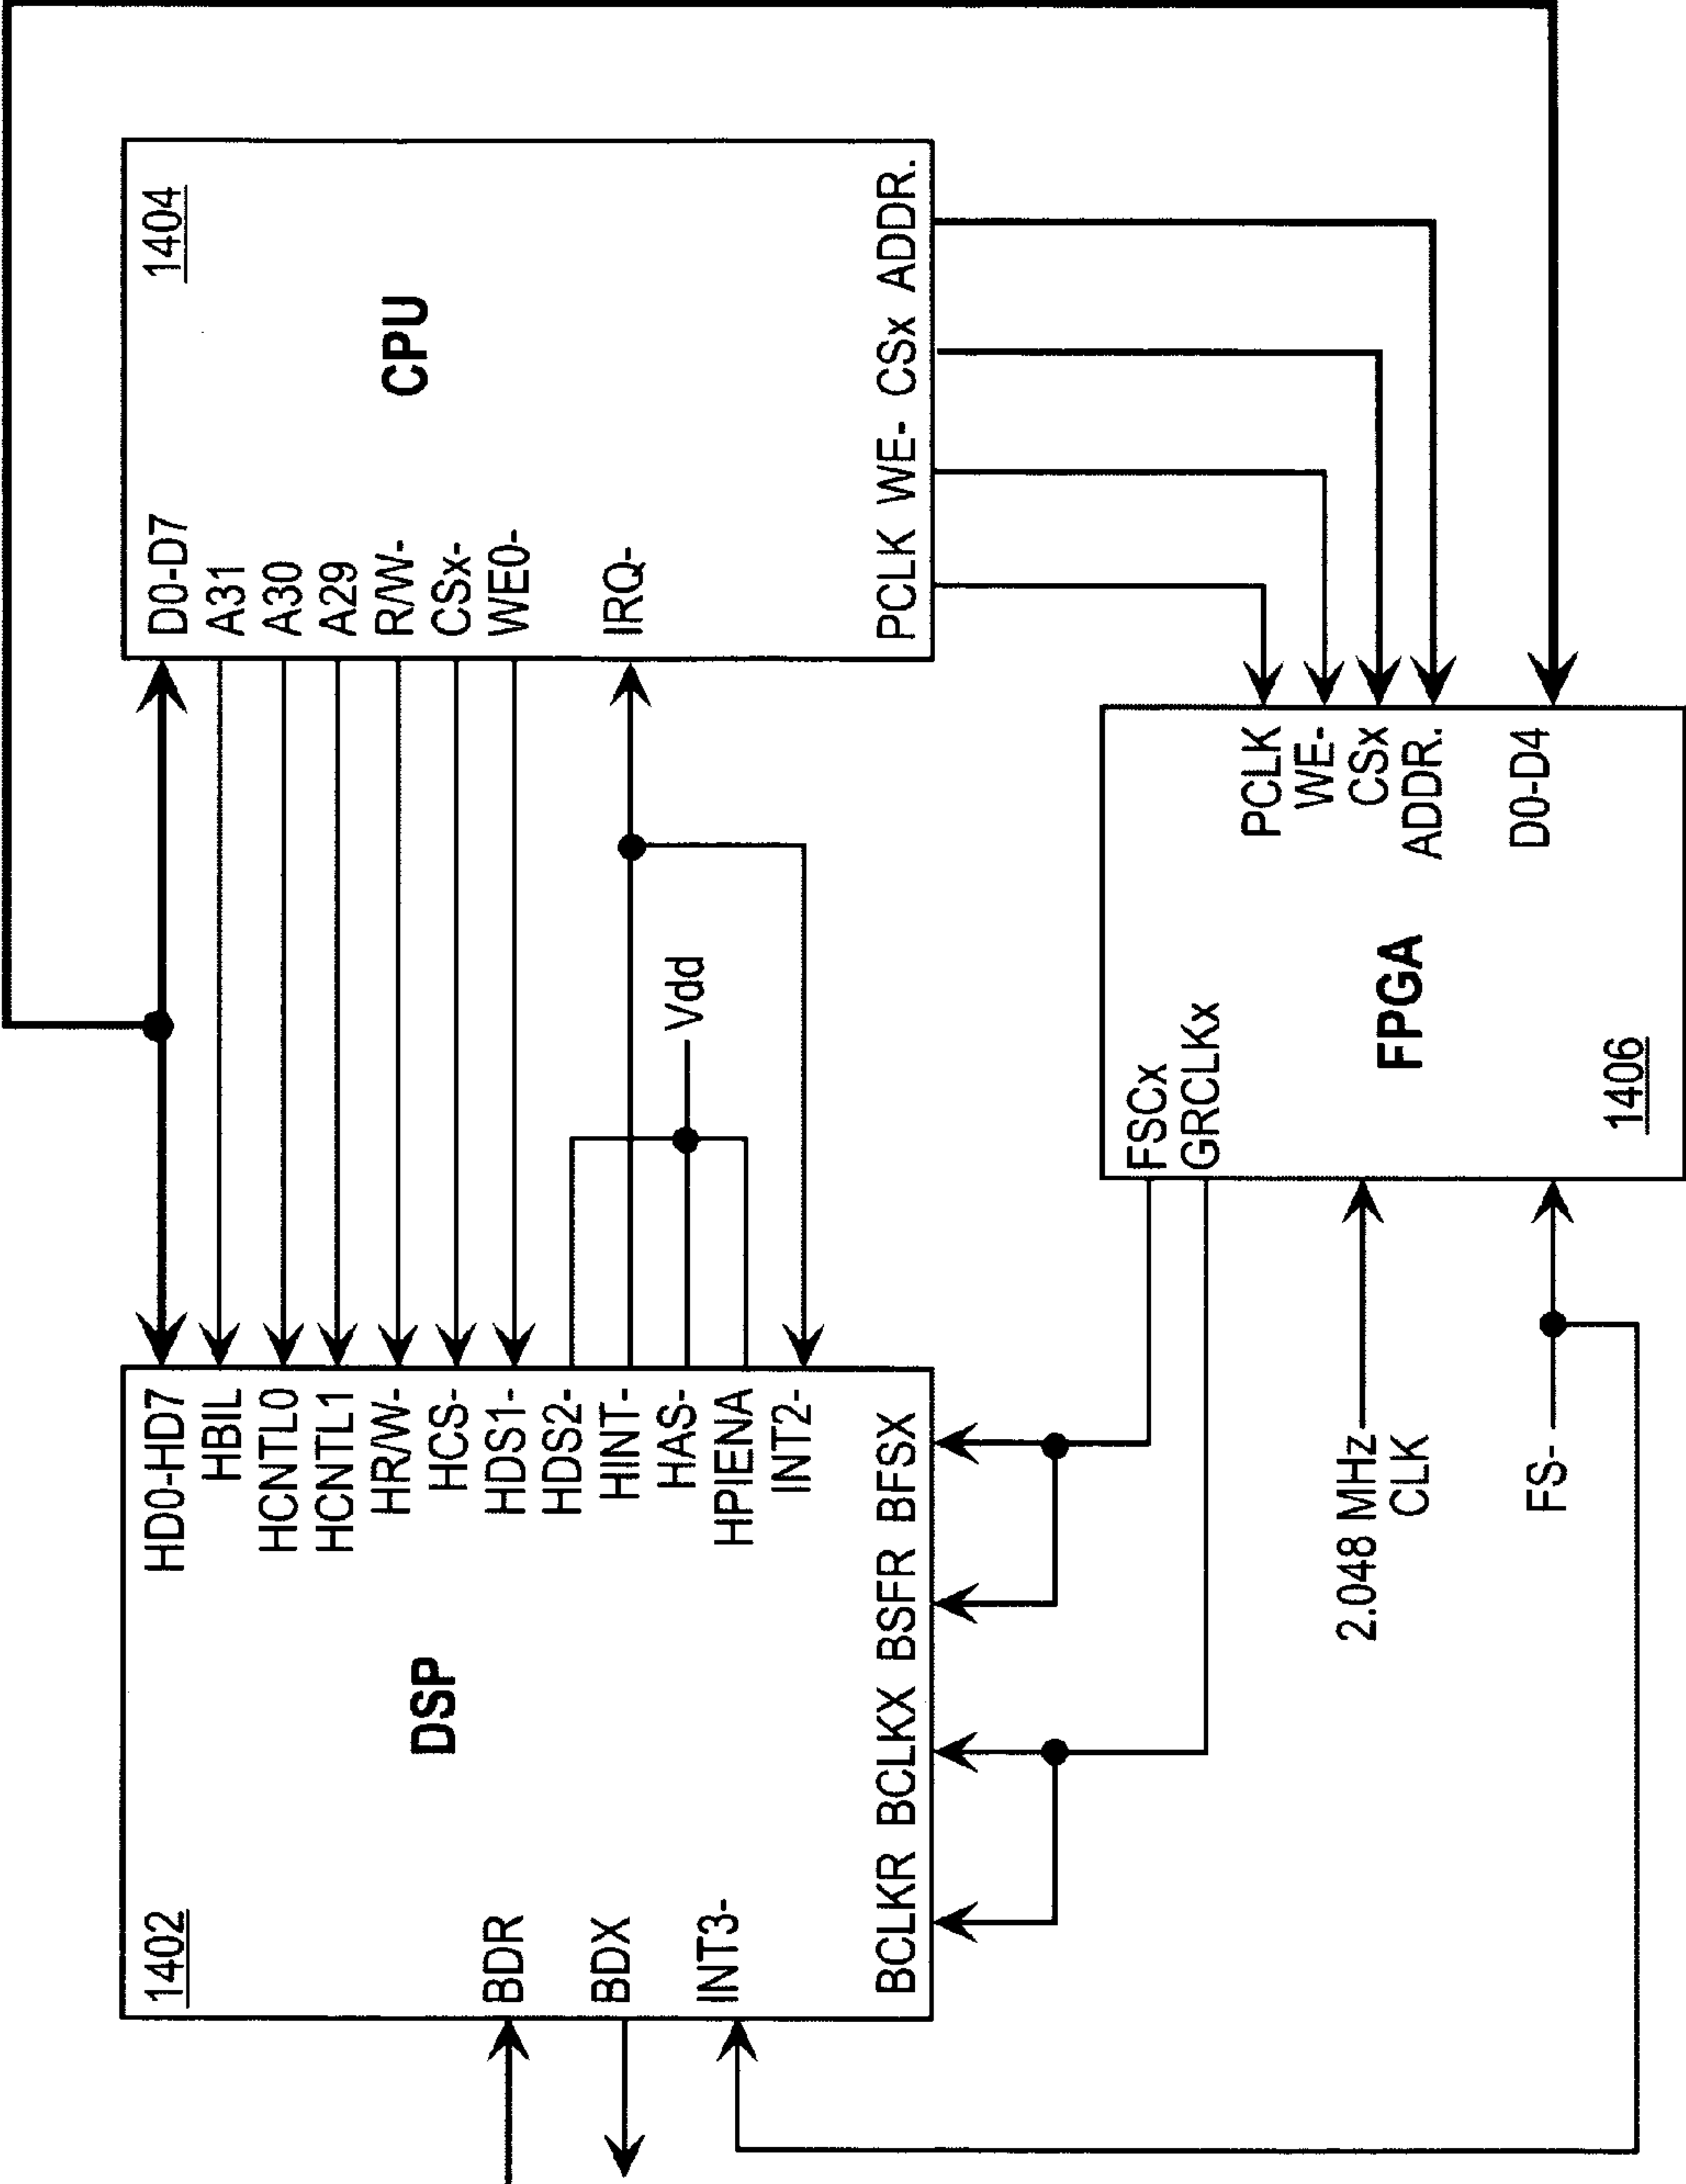 1402
DSP
BDR
BDX
INT3-
HD0-HD7
HBIL
HCNTL0
HCNTL1
HR/W-
HCS-
HDS1-
HDS2-
HINT-
HAS-
HPIENA
INT2-
BCLKR BCLKX BSFR BFSX
Vdd
1404
CPU
D0-D7
A31
A30
A29
R/W-
CSx-
WE0-
IRQ-
PCLK WE- CSx ADDR.
FSCx
GRCLKx
FPGA
1406
PCLK
WE-
CSx
ADDR.
D0-D4
2.048 MHz
CLK
FS-